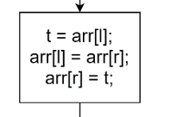 t = arr[l];
arr[l] = arr[r];
arr[r] = t;